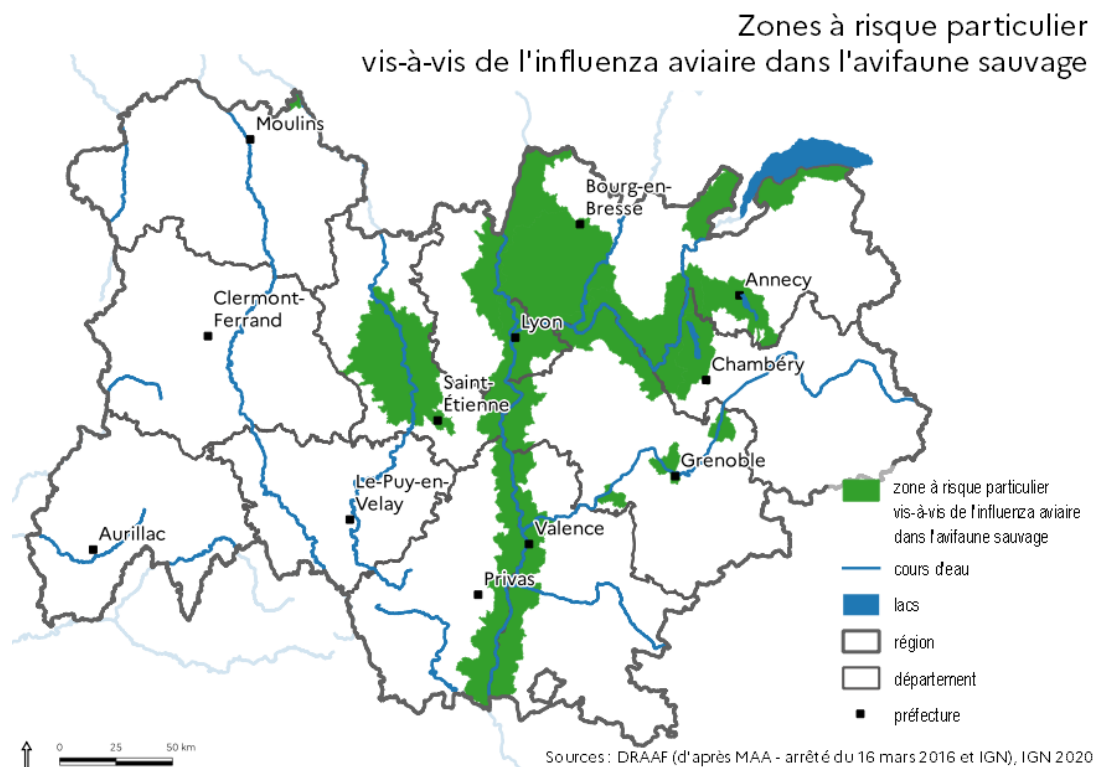 Zones à risque particulier
vis-à-vis de l'influenza aviaire dans l'avifaune sauvage
Moulins
Bourg-en-
Bresse
Annecy
Clermont-
Ferrand
Lyon
Chambéry
Saint-
Étienne
Grenoble
Le-Puy-en-
Velay
Aurillac
Valence
Privas
zone à risque particulier
vis-à-vis de l'influenza aviaire
dans l'avifaune sauvage
cours d'eau
lacs
région
département
préfecture
0 25 50 km
Sources : DRAAF (d'après MAA - arrêté du 16 mars 2016 et IGN), IGN 2020